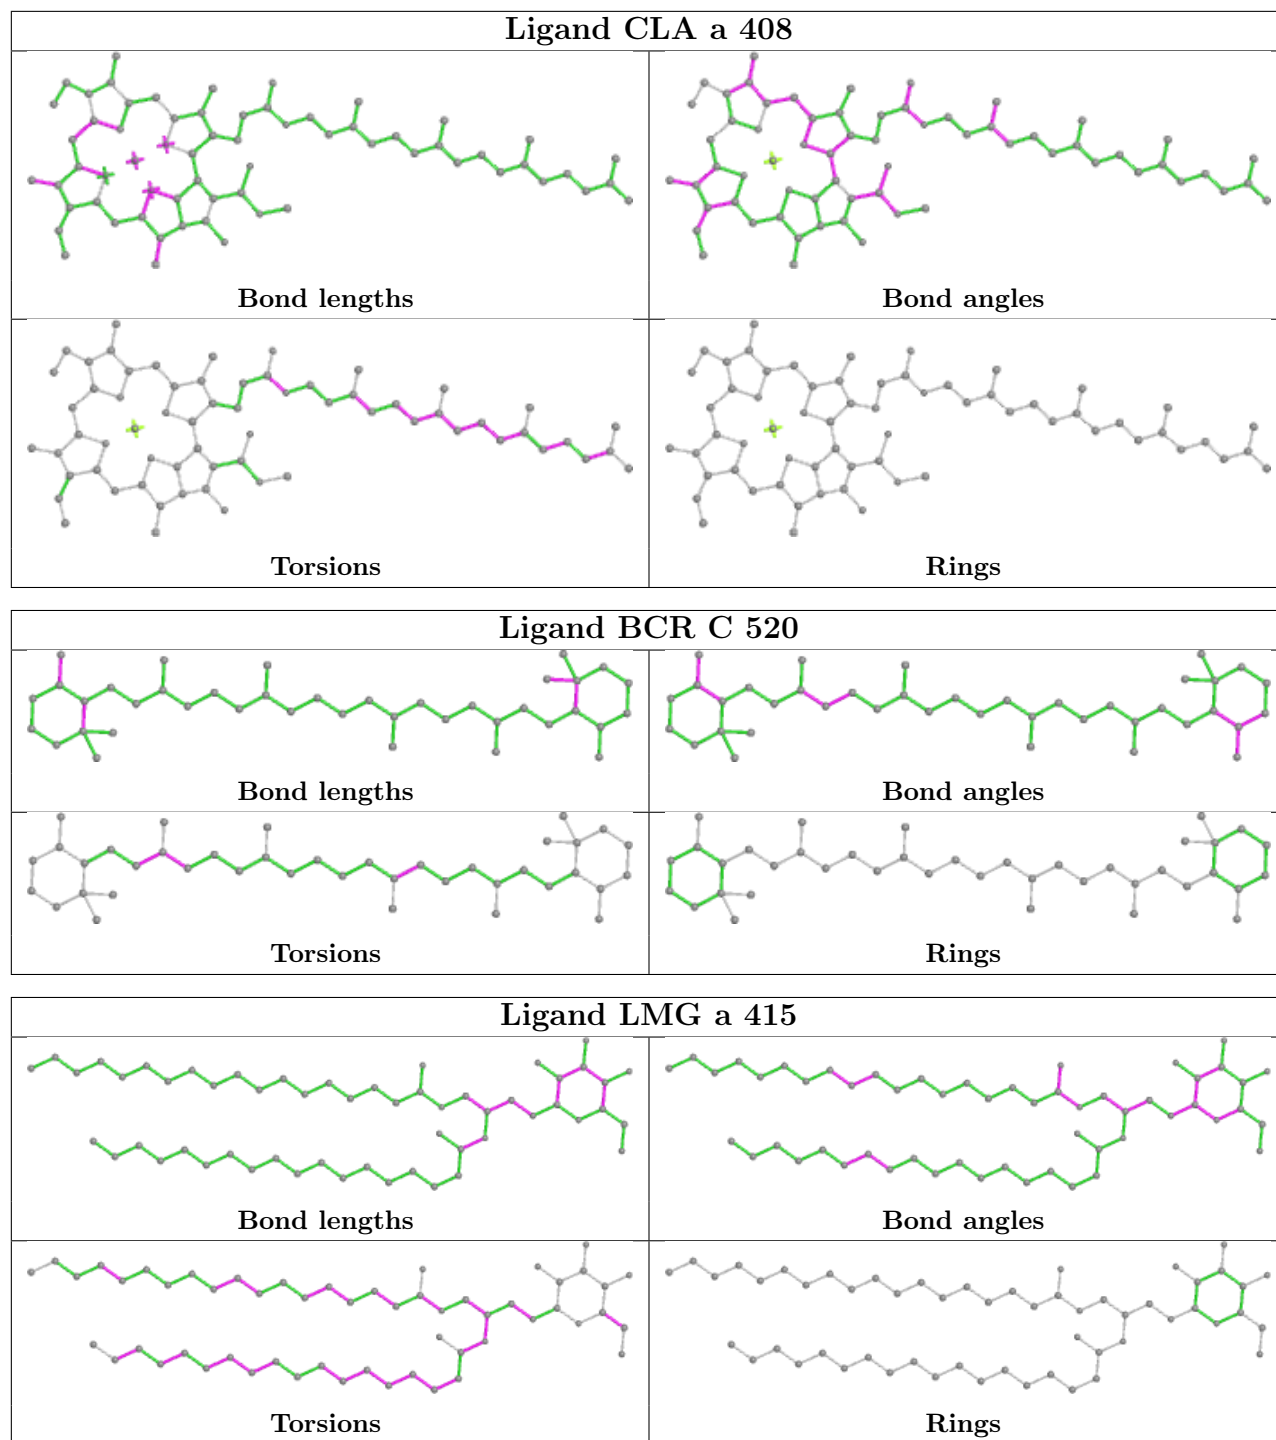 Ligand CLA a 408
Bond lengths
Bond angles
Torsions
Rings
Ligand BCR C 520
Bond lengths
Bond angles
Torsions
Rings
Ligand LMG a 415
Bond lengths
Bond angles
Torsions
Rings